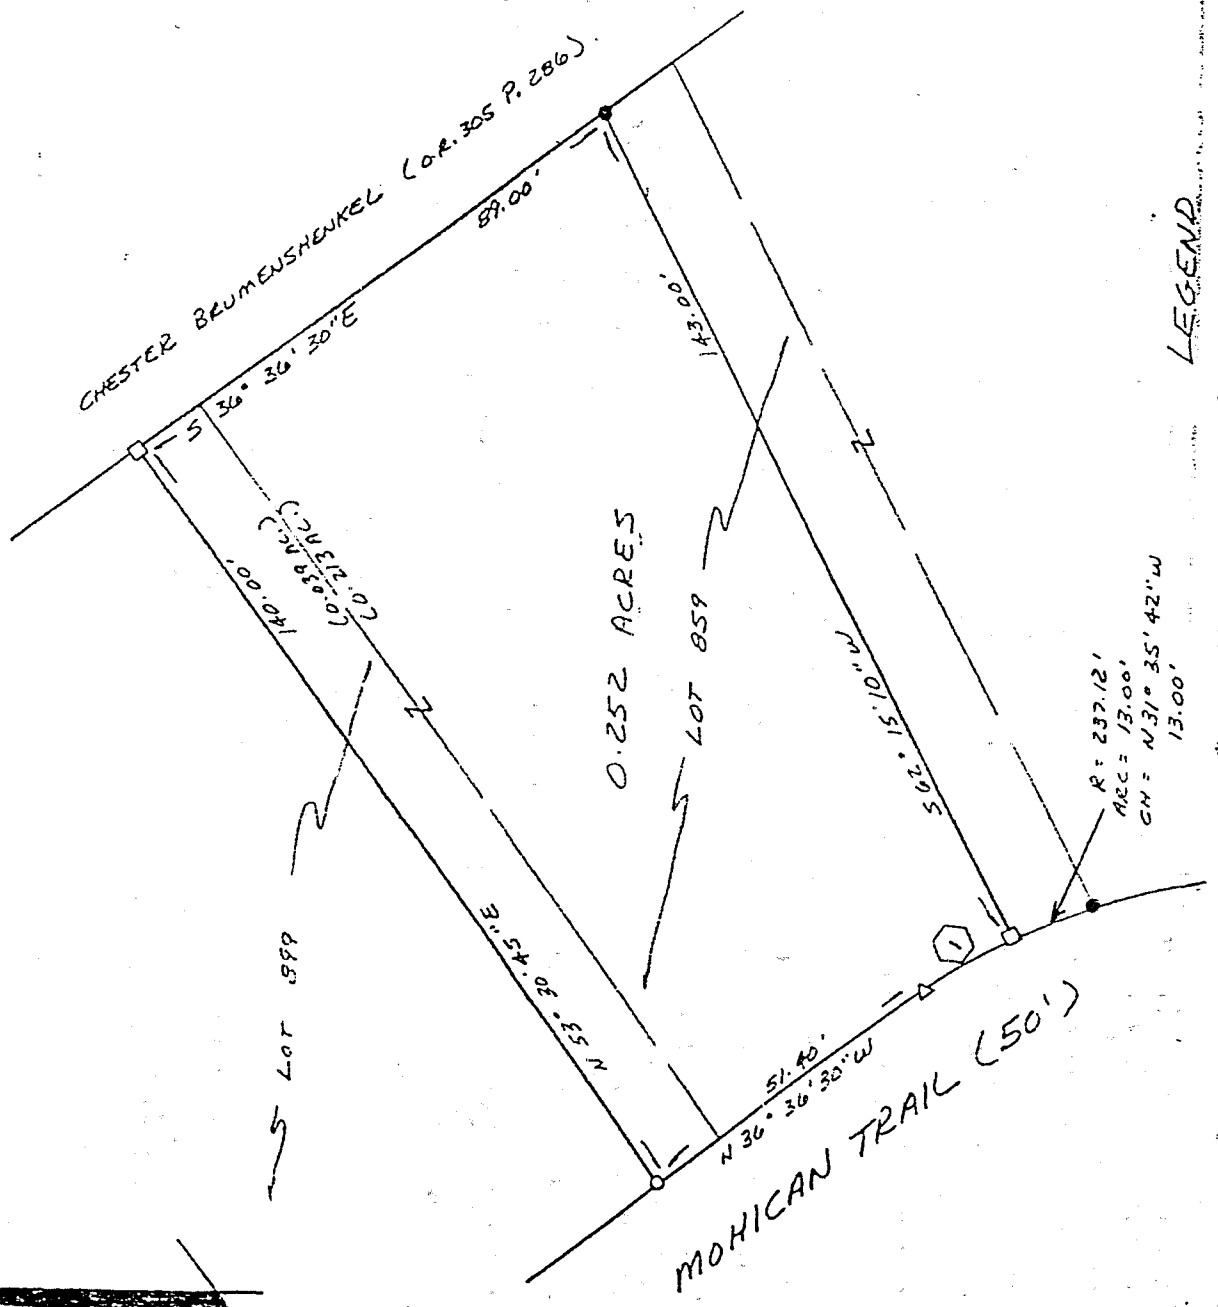 CHESTER BRUMENSHENKEL (O.R. 305 P. 286)
89.00'
S 36° 36' 30" E
143.00'
LEGEND
140.00'
(0.039 AC.)
(0.213 AC.)
0.252 ACRES
LOT 859
S 62° 15' 10" W
R = 237.12'
ARC = 13.00'
CH = N 31° 35' 42" W
13.00'
LOT 899
N 53° 30' 45" E
1
51.40'
N 36° 36' 30" W
MOHICAN TRAIL (50')